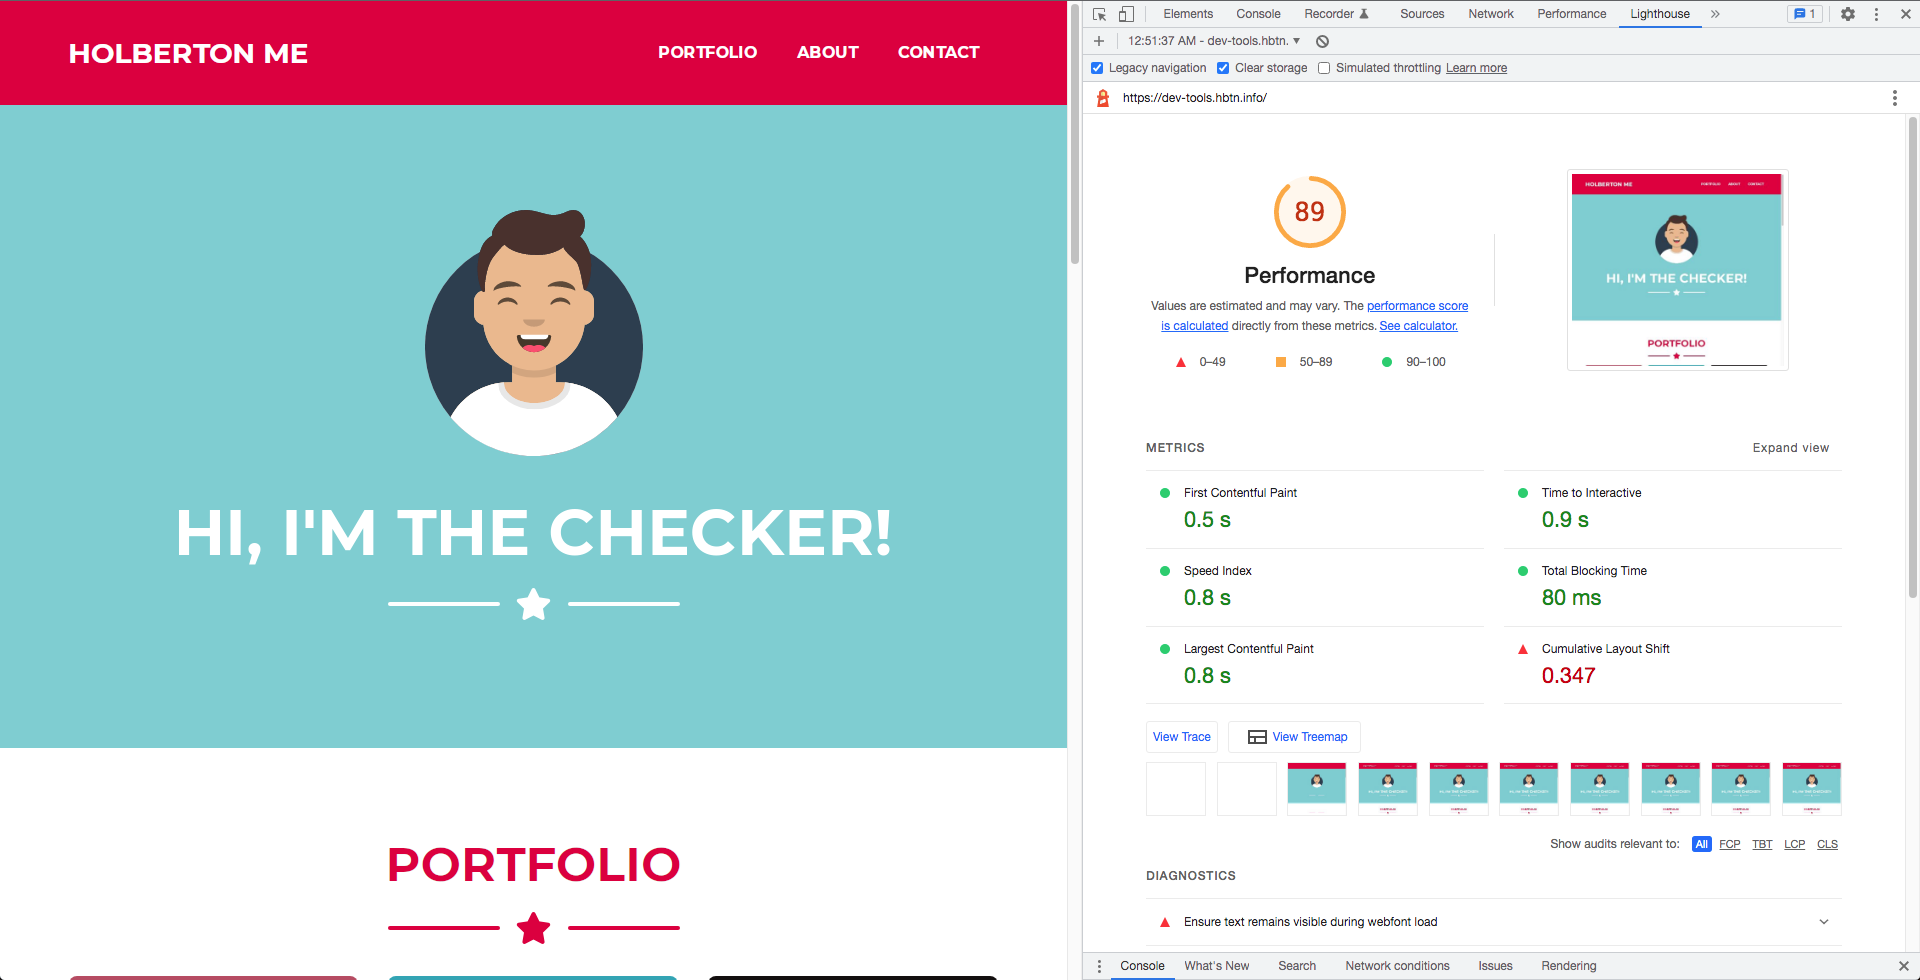 HOLBERTON ME
PORTFOLIO ABOUT CONTACT
HI, I'M THE CHECKER!
PORTFOLIO
Elements Console Recorder Sources Network Performance Lighthouse » 1
12:51:37 AM - dev-tools.hbtn.
Legacy navigation Clear storage Simulated throttling Learn more
https://dev-tools.hbtn.info/
89
Performance
Values are estimated and may vary. The performance score
is calculated directly from these metrics. See calculator.
0–49 50–89 90–100
HOLBERTON ME PORTFOLIO ABOUT CONTACT
HI, I'M THE CHECKER!
PORTFOLIO
METRICS Expand view
First Contentful Paint
0.5 s
Time to Interactive
0.9 s
Speed Index
0.8 s
Total Blocking Time
80 ms
Largest Contentful Paint
0.8 s
Cumulative Layout Shift
0.347
View Trace View Treemap
Show audits relevant to: All FCP TBT LCP CLS
DIAGNOSTICS
Ensure text remains visible during webfont load
Console What's New Search Network conditions Issues Rendering